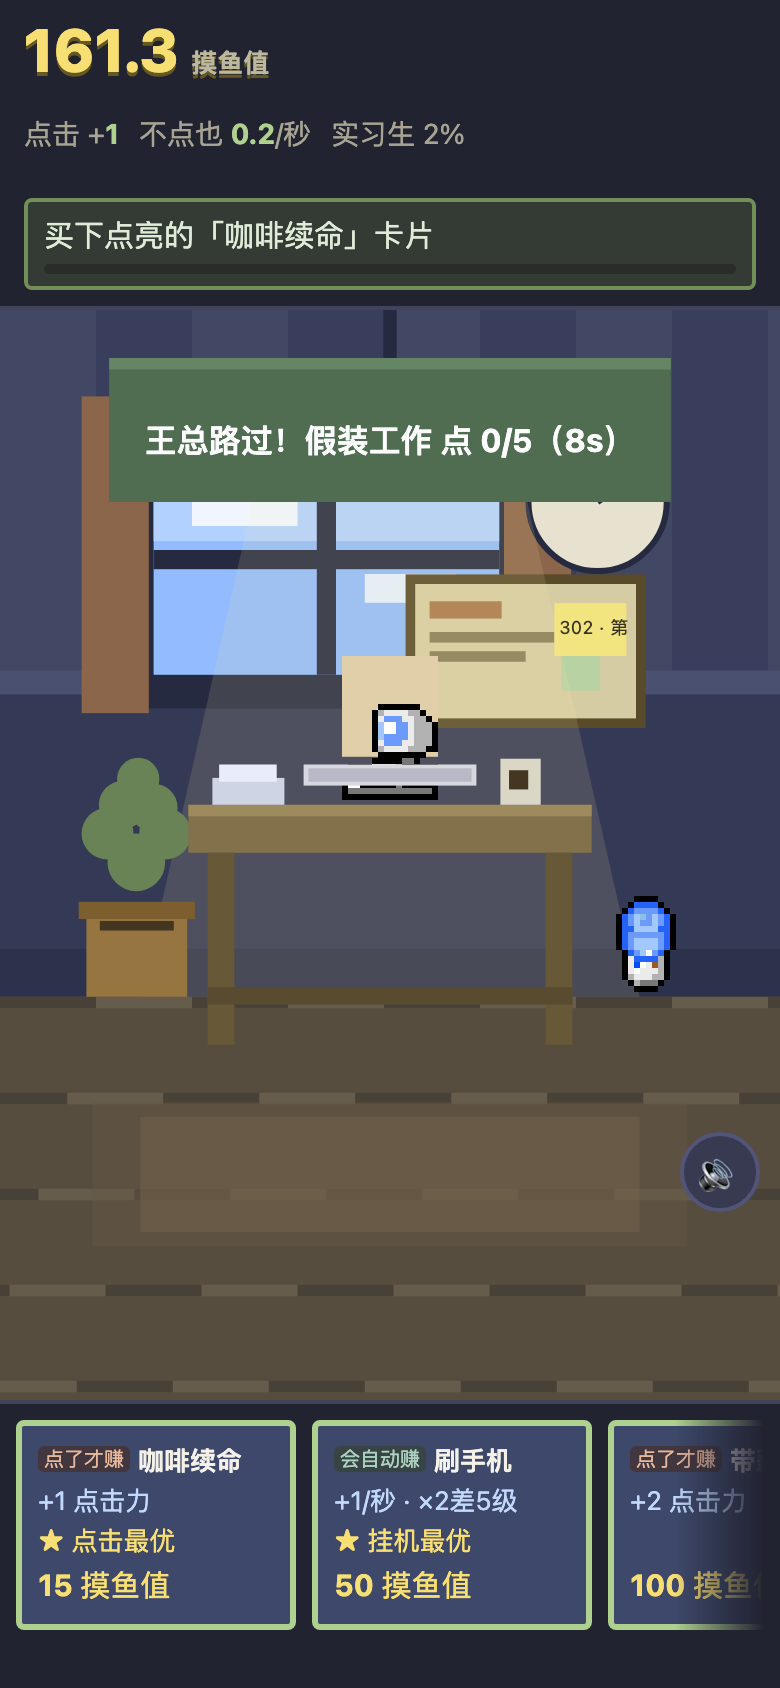 161.3 摸鱼值
点击 +1 不点也 0.2/秒 实习生 2%
买下点亮的「咖啡续命」卡片
王总路过！假装工作 点 0/5（8s）
302 · 第
点了才赚 咖啡续命
+1 点击力
★ 点击最优
15 摸鱼值
会自动赚 刷手机
+1/秒 · ×2差5级
★ 挂机最优
50 摸鱼值
点了才赚 带
+2 点击力
100 摸鱼